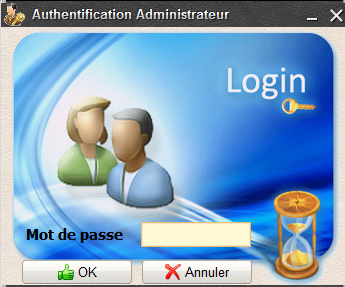 Authentification Administrateur
Login
Mot de passe
OK
Annuler